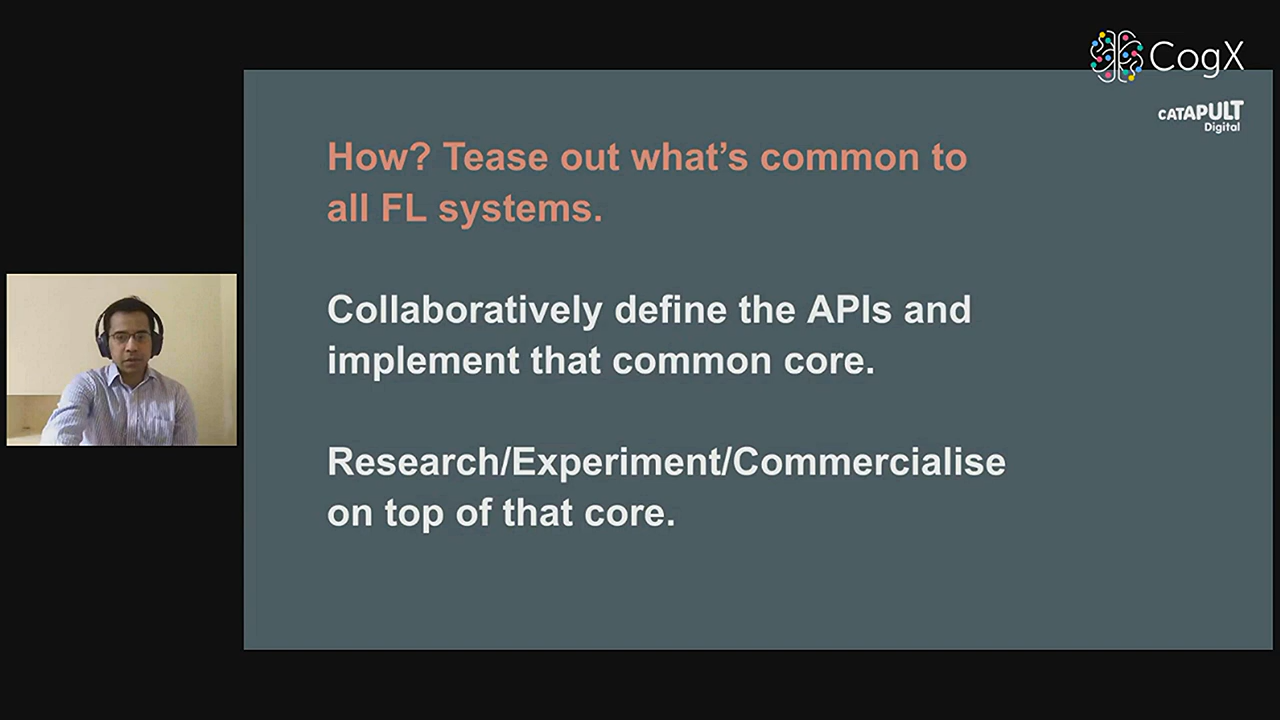 CogX
CATAPULT
Digital
How? Tease out what’s common to
all FL systems.
Collaboratively define the APIs and
implement that common core.
Research/Experiment/Commercialise
on top of that core.